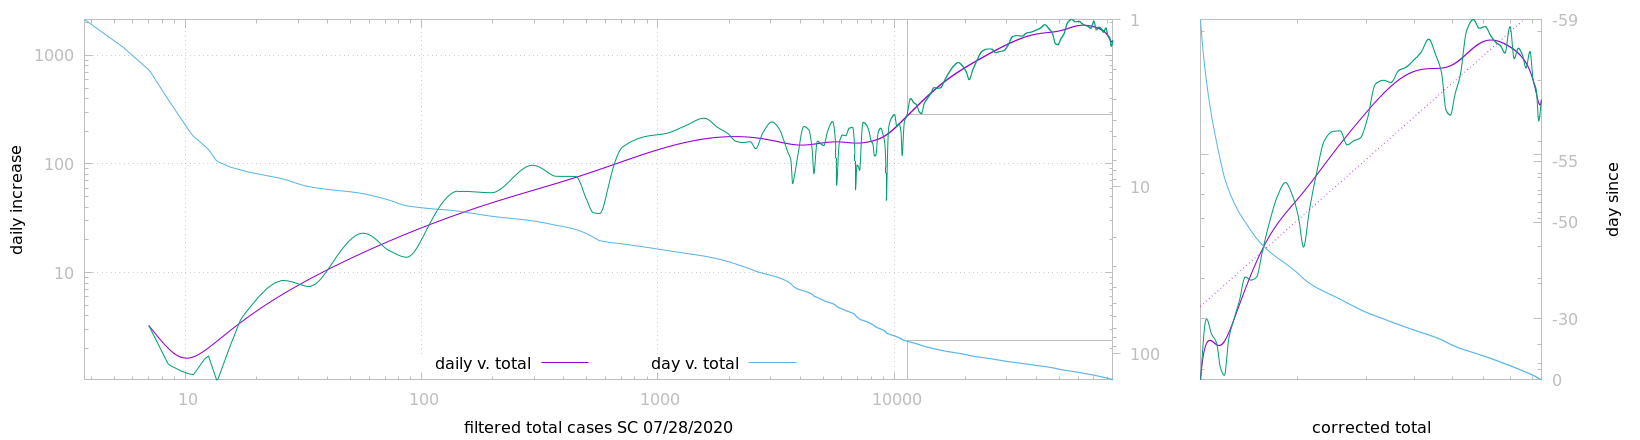 1000
100
10
daily increase
1
10
100
daily v. total
day v. total
10
100
1000
10000
filtered total cases SC 07/28/2020
-59
-55
-50
-30
0
day since
corrected total